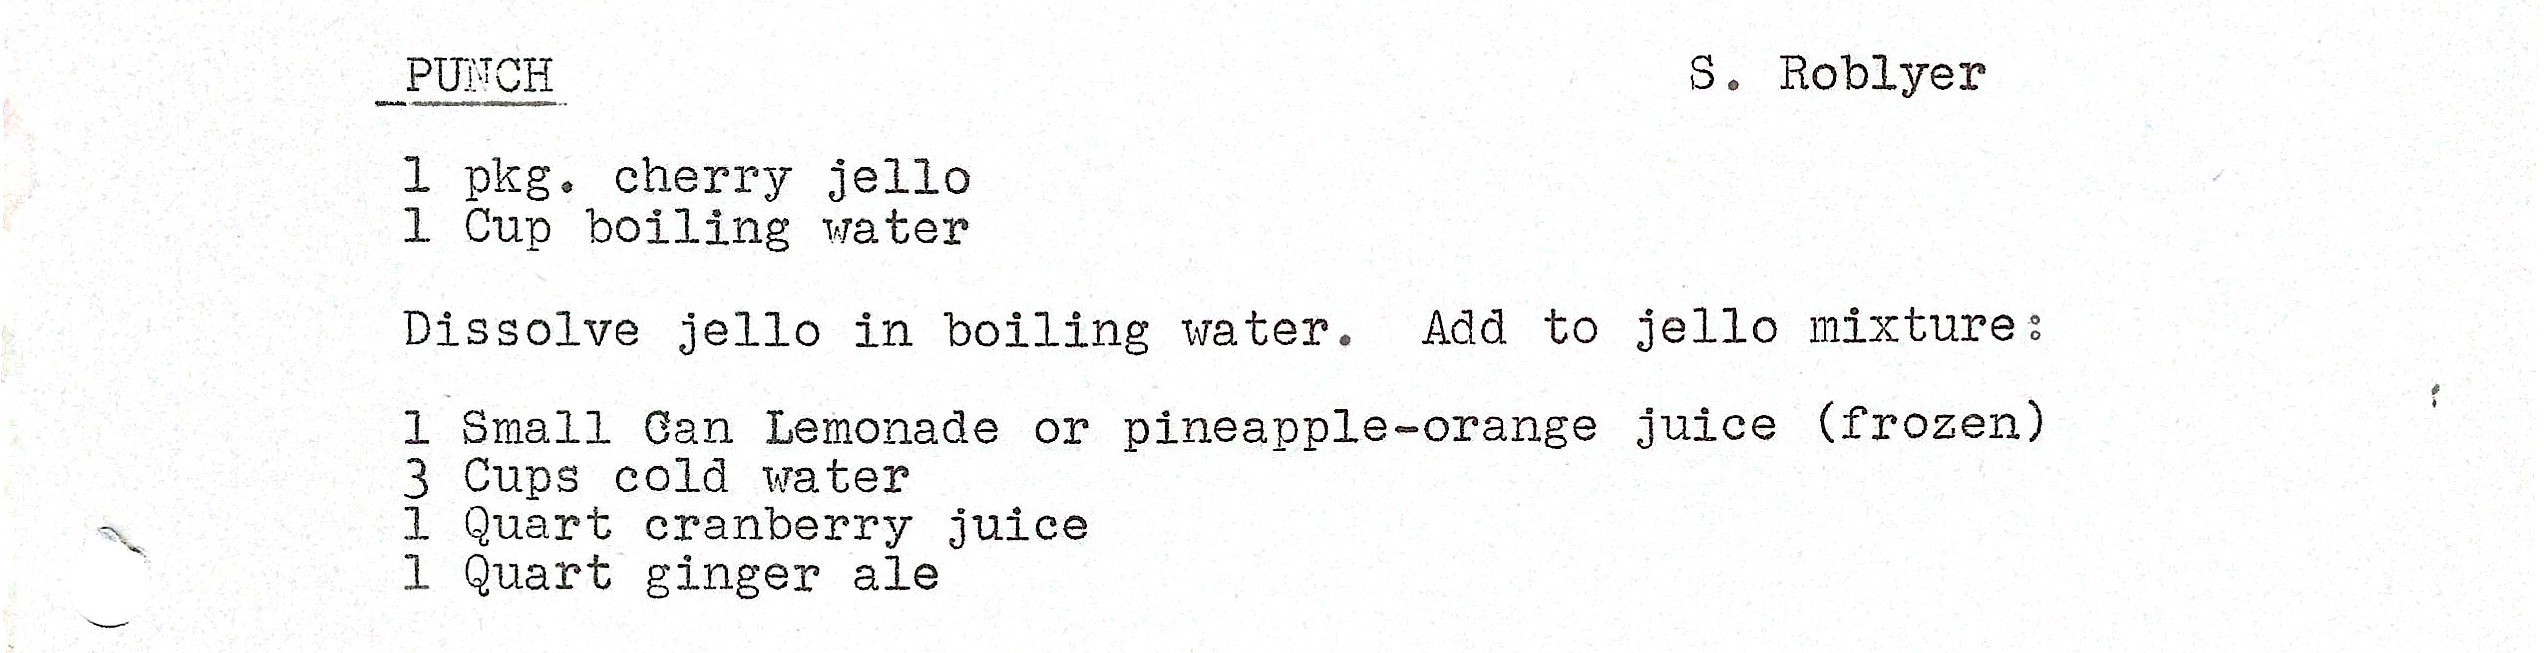 PUNCH S. Roblyer
1 pkg. cherry jello
1 Cup boiling water
Dissolve jello in boiling water. Add to jello mixture:
1 Small Can Lemonade or pineapple-orange juice (frozen)
3 Cups cold water
1 Quart cranberry juice
1 Quart ginger ale